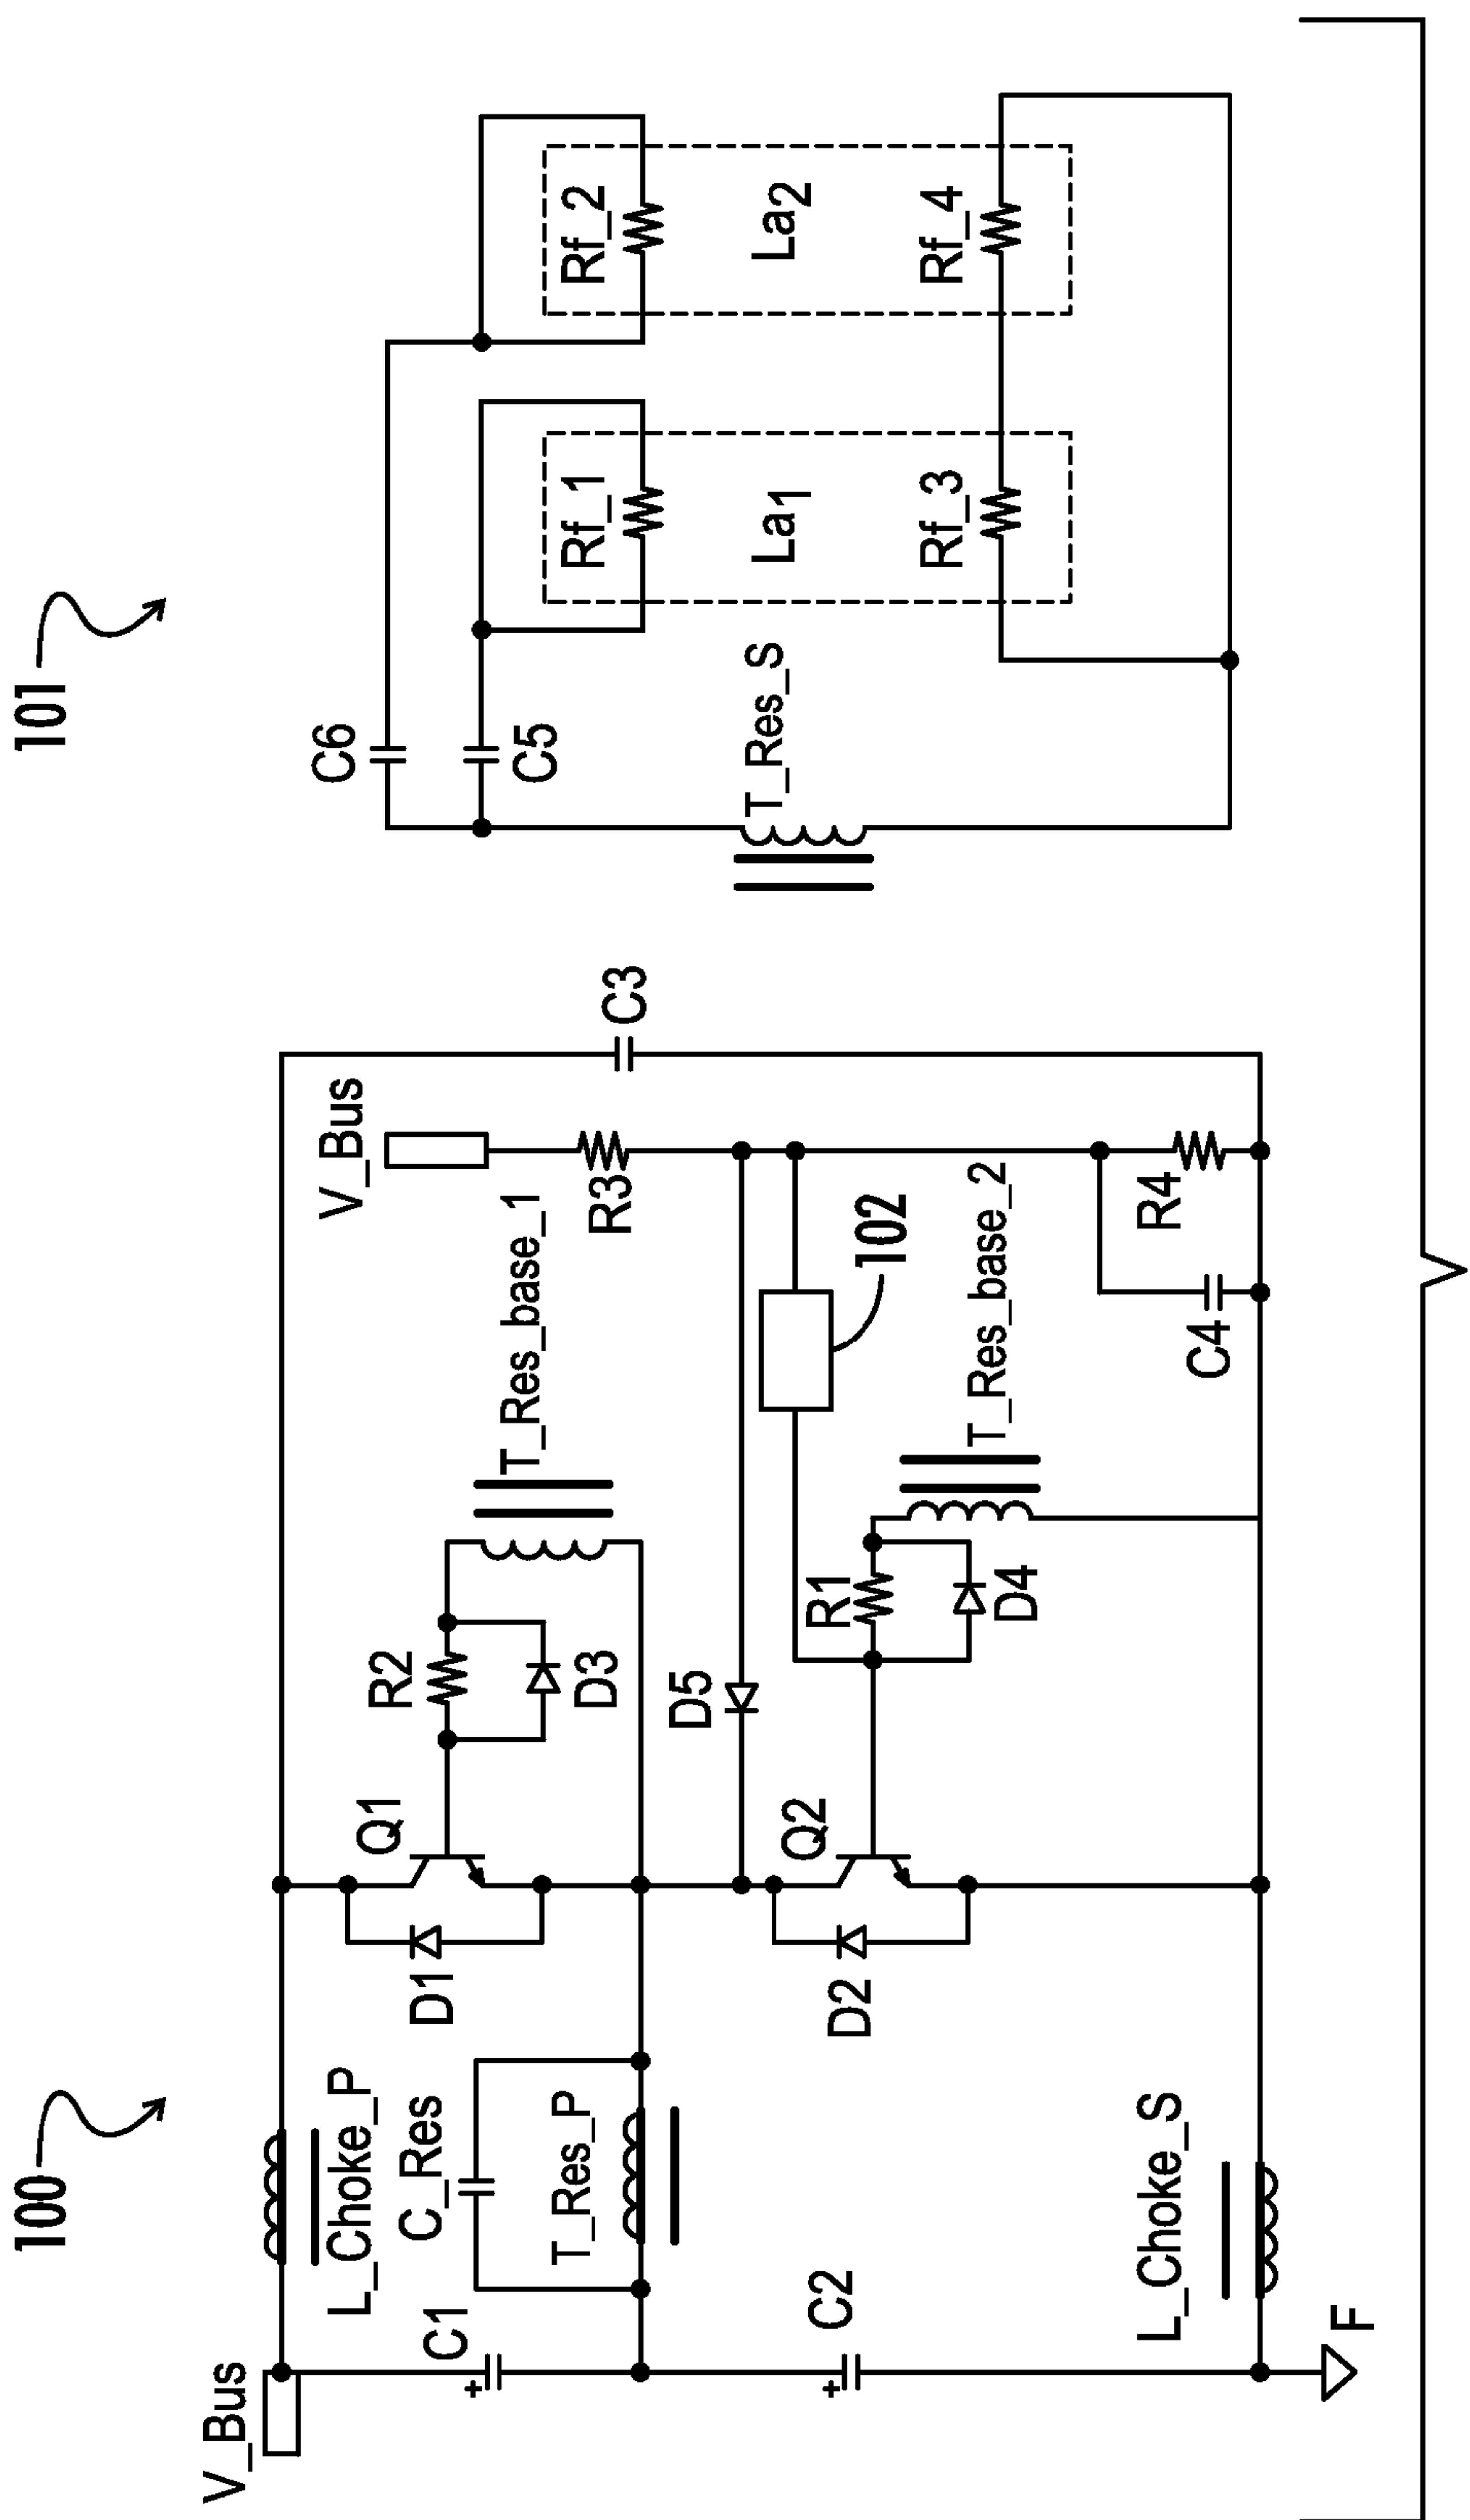 100
101
V_Bus
L_Choke_P
C1
C_Res
T_Res_P
C2
L_Choke_S
F
D1
Q1
R2
D3
T_Res_base_1
V_Bus
R3
C3
D5
D2
Q2
R1
D4
102
T_Res_base_2
C4
R4
C6
C5
T_Res_S
Rf_1
La1
Rf_3
Rf_2
La2
Rf_4